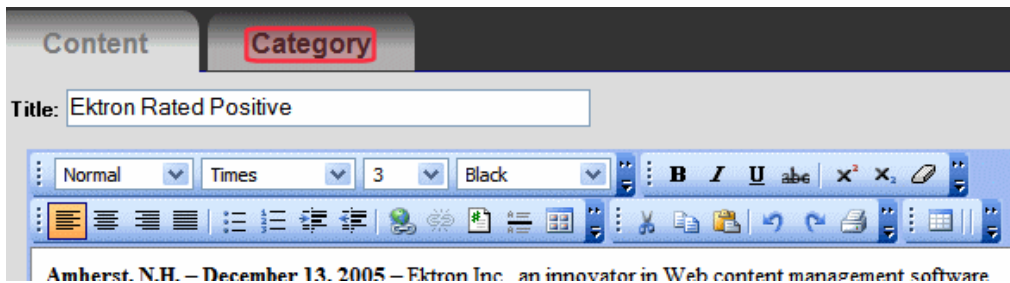 Content Category
Title: Ektron Rated Positive
Normal Times 3 Black B I U abc x² x₂
Amherst, N.H. – December 13, 2005 – Ektron Inc., an innovator in Web content management software